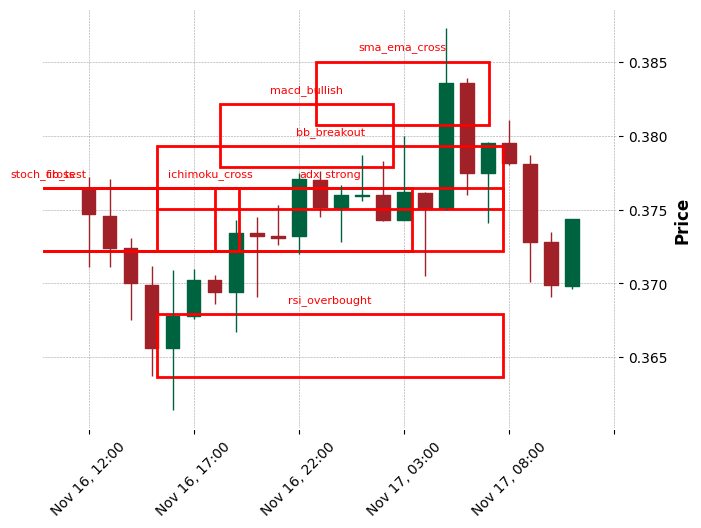 sma_ema_cross
0.385
macd_bullish
0.380
bb_breakout
stoch_cross
ichimoku_cross
adx_strong
0.375
Price
0.370
rsi_overbought
0.365
Nov 16, 12:00
Nov 16, 17:00
Nov 16, 22:00
Nov 17, 03:00
Nov 17, 08:00